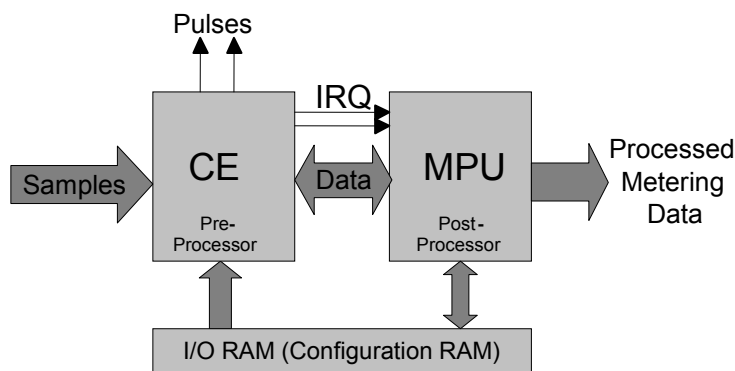 Pulses
IRQ
CE
MPU
Samples
Data
Processed
Metering
Data
Pre-
Processor
Post-
Processor
I/O RAM (Configuration RAM)